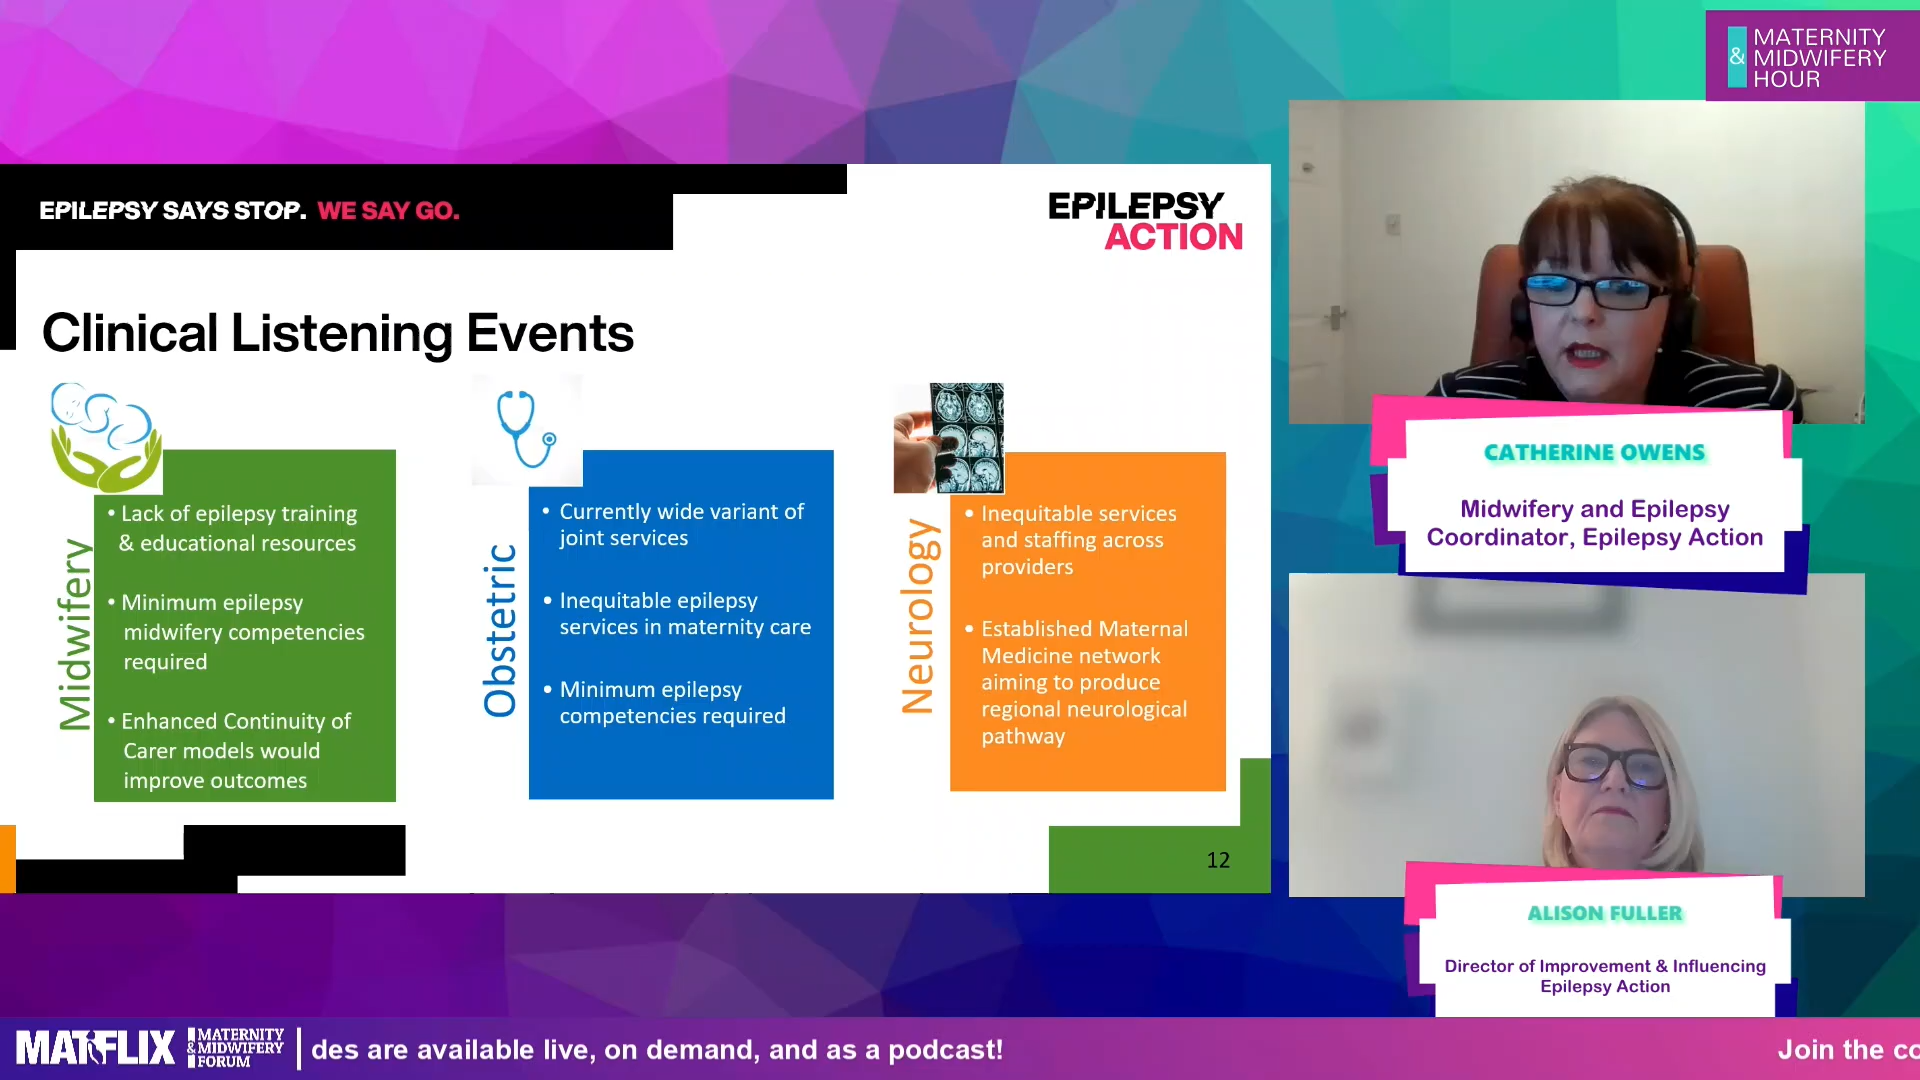 MATERNITY
& MIDWIFERY
HOUR
EPILEPSY SAYS STOP. WE SAY GO.
EPILEPSY
ACTION
Clinical Listening Events
Midwifery
• Lack of epilepsy training
& educational resources
• Minimum epilepsy
midwifery competencies
required
• Enhanced Continuity of
Carer models would
improve outcomes
Obstetric
• Currently wide variant of
joint services
• Inequitable epilepsy
services in maternity care
• Minimum epilepsy
competencies required
Neurology
• Inequitable services
and staffing across
providers
• Established Maternal
Medicine network
aiming to produce
regional neurological
pathway
12
CATHERINE OWENS
Midwifery and Epilepsy
Coordinator, Epilepsy Action
ALISON FULLER
Director of Improvement & Influencing
Epilepsy Action
MATFLIX
MATERNITY
& MIDWIFERY
FORUM
des are available live, on demand, and as a podcast!
Join the co